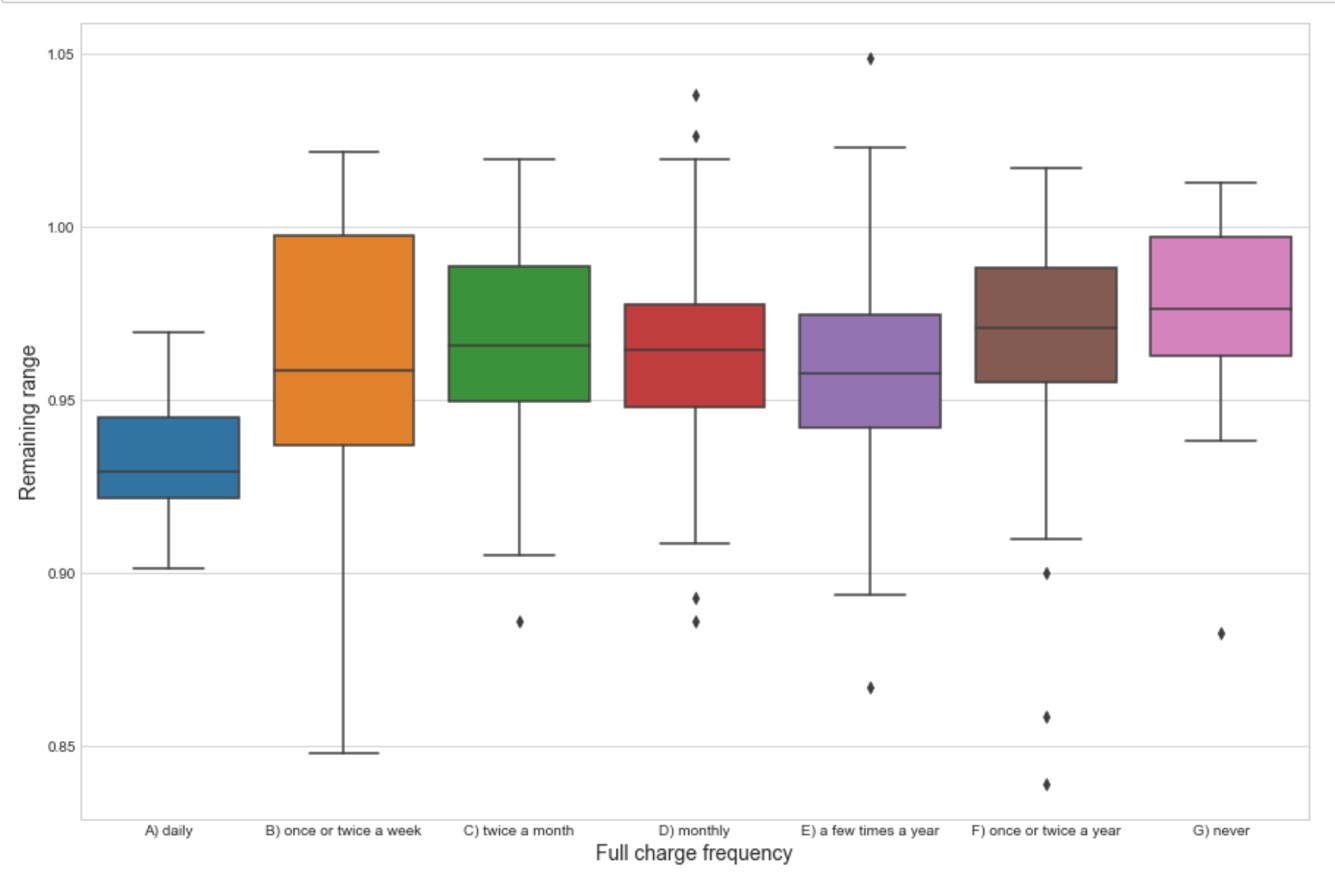 1.05
1.00
0.95
0.90
0.85
Remaining range
A) daily
B) once or twice a week
C) twice a month
D) monthly
E) a few times a year
F) once or twice a year
G) never
Full charge frequency